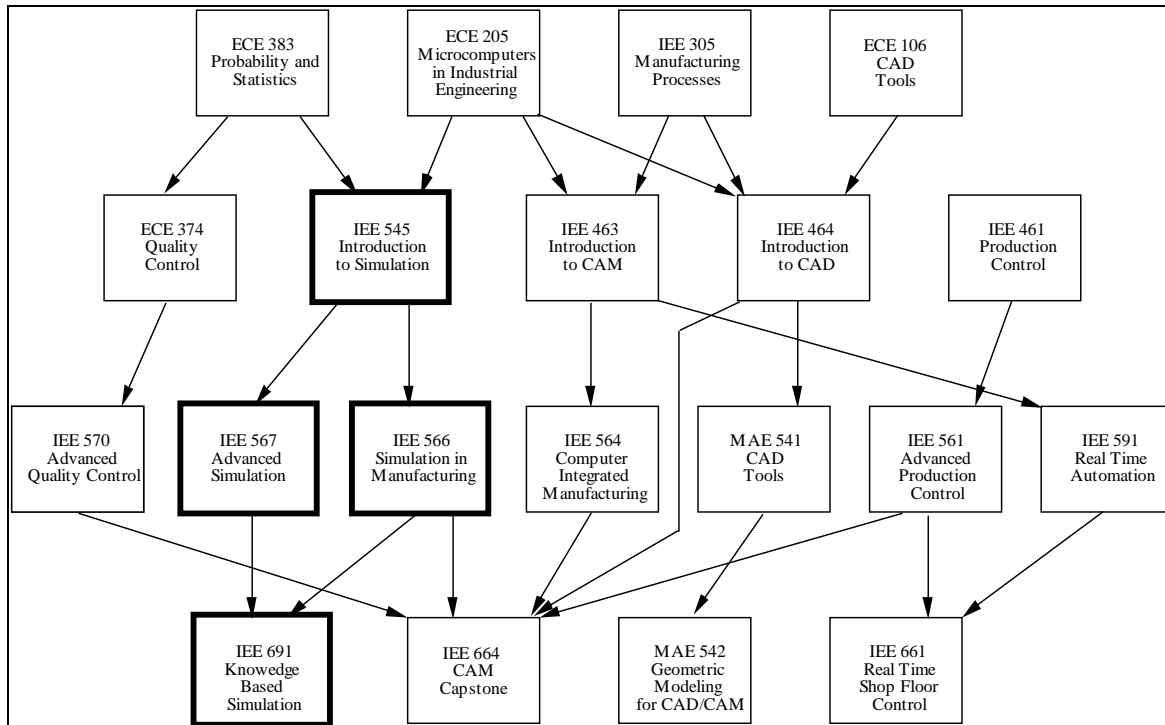 ECE 383
Probability and
Statistics
ECE 205
Microcomputers
in Industrial
Engineering
IEE 305
Manufacturing
Processes
ECE 106
CAD
Tools
ECE 374
Quality
Control
IEE 545
Introduction
to Simulation
IEE 463
Introduction
to CAM
IEE 464
Introduction
to CAD
IEE 461
Production
Control
IEE 570
Advanced
Quality Control
IEE 567
Advanced
Simulation
IEE 566
Simulation in
Manufacturing
IEE 564
Computer
Integrated
Manufacturing
MAE 541
CAD
Tools
IEE 561
Advanced
Production
Control
IEE 591
Real Time
Automation
IEE 691
Knowedge
Based
Simulation
IEE 664
CAM
Capstone
MAE 542
Geometric
Modeling
for CAD/CAM
IEE 661
Real Time
Shop Floor
Control